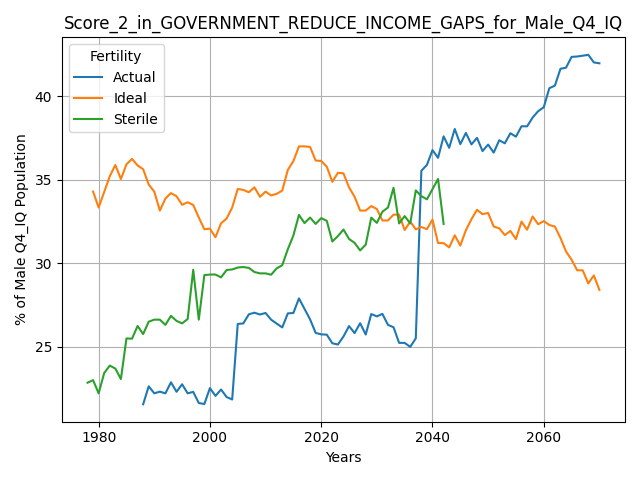 Score_2_in_GOVERNMENT_REDUCE_INCOME_GAPS_for_Male_Q4_IQ
Fertility
Actual
Ideal
Sterile
% of Male Q4_IQ Population
40
35
30
25
1980
2000
2020
2040
2060
Years